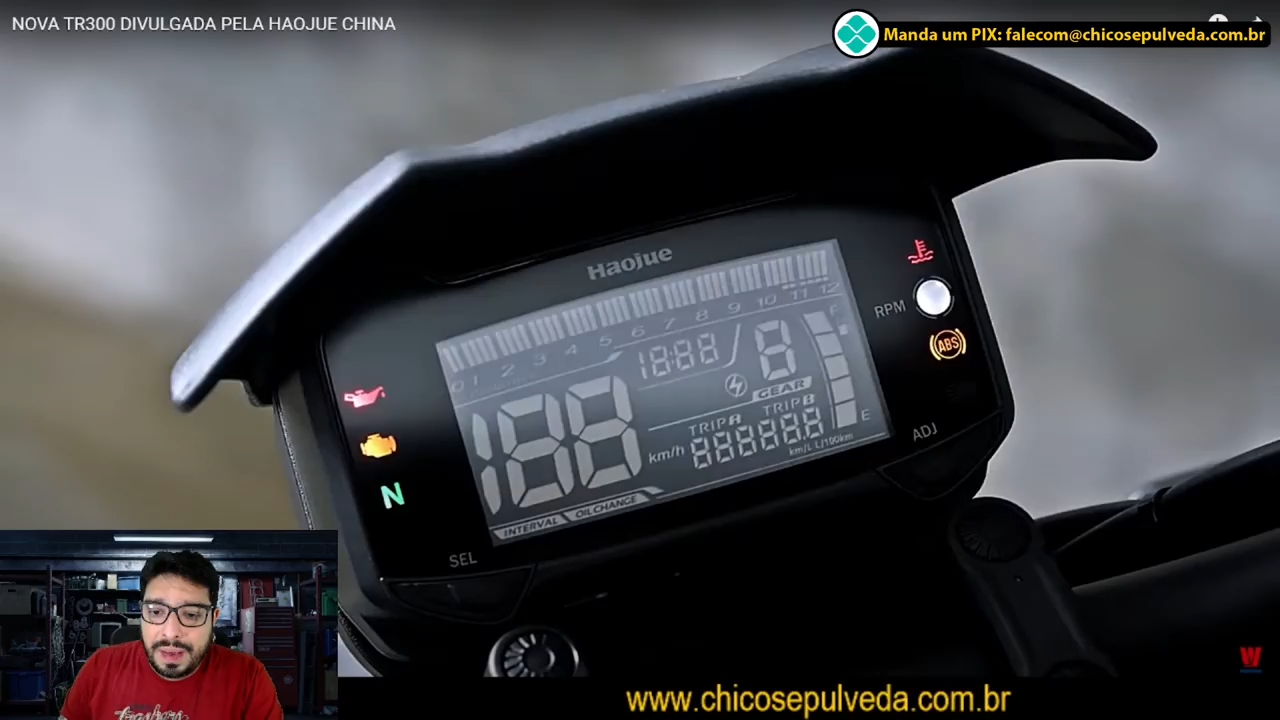 NOVA TR300 DIVULGADA PELA HAOJUE CHINA
Manda um PIX: falecom@chicosepulveda.com.br
Haojue
0 1 2 3 4 5 6 7 8 9 10 11 12
RPM
ABS
18:88
8
GEAR
F
188
km/h
TRIP A TRIP B
888888
E
km/L L/100km
ADJ
N
INTERVAL OILCHANGE
SEL
W
www.chicosepulveda.com.br